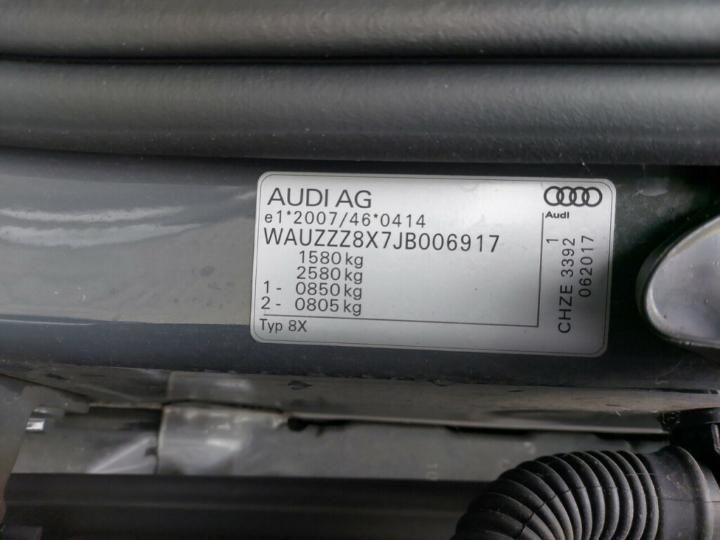 AUDI AG
e1*2007/46*0414
WAUZZZ8X7JB006917
1580 kg
2580 kg
1 - 0850 kg
2 - 0805 kg
Typ 8X
Audi
CHZE 3392 1
062017